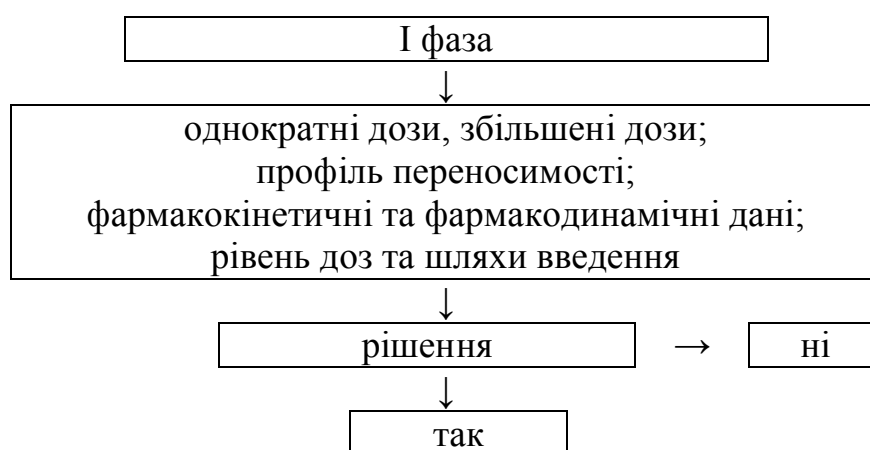 І фаза
↓
однократні дози, збільшені дози;
профіль переносимості;
фармакокінетичні та фармакодинамічні дані;
рівень доз та шляхи введення
↓
рішення → ні
↓
так